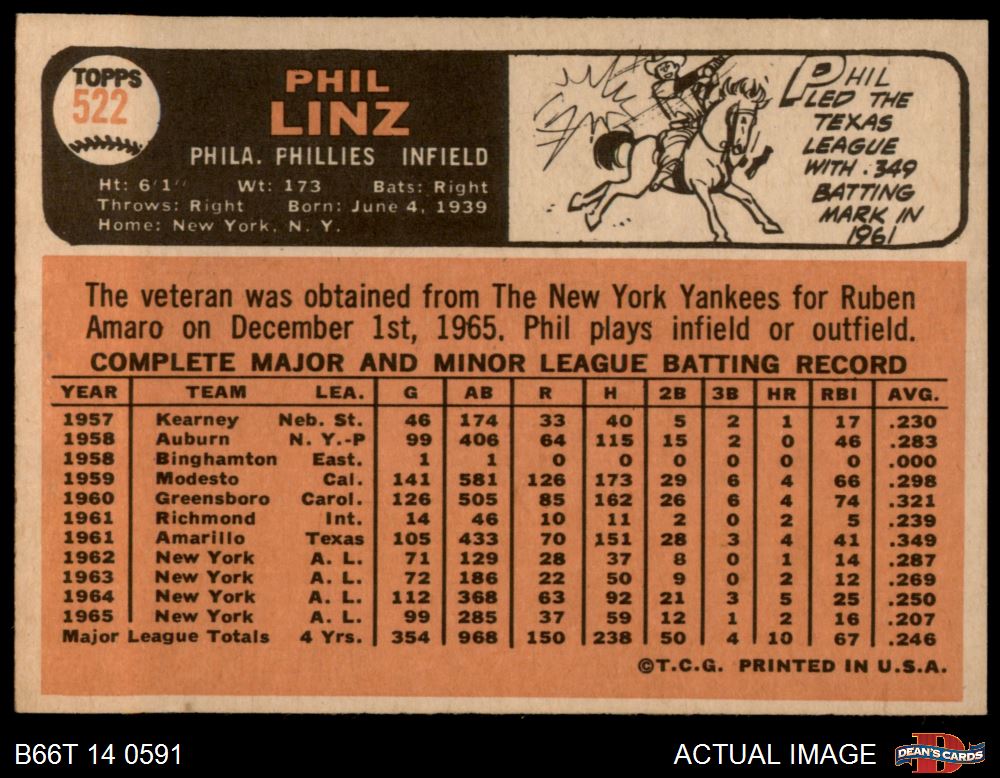 TOPPS
522
PHIL
LINZ
PHILA. PHILLIES INFIELD
Ht: 6'1" Wt: 173 Bats: Right
Throws: Right Born: June 4, 1939
Home: New York, N. Y.
PHIL
LED THE
TEXAS
LEAGUE
WITH .349
BATTING
MARK IN
1961
The veteran was obtained from The New York Yankees for Ruben
Amaro on December 1st, 1965. Phil plays infield or outfield.
COMPLETE MAJOR AND MINOR LEAGUE BATTING RECORD
YEAR TEAM LEA. G AB R H 2B 3B HR RBI AVG.
1957 Kearney Neb. St. 46 174 33 40 5 2 1 17 .230
1958 Auburn N. Y.-P 99 406 64 115 15 2 0 46 .283
1958 Binghamton East. 1 1 0 0 0 0 0 0 .000
1959 Modesto Cal. 141 581 126 173 29 6 4 66 .298
1960 Greensboro Carol. 126 505 85 162 26 6 4 74 .321
1961 Richmond Int. 14 46 10 11 2 0 2 5 .239
1961 Amarillo Texas 105 433 70 151 28 3 4 41 .349
1962 New York A. L. 71 129 28 37 8 0 1 14 .287
1963 New York A. L. 72 186 22 50 9 0 2 12 .269
1964 New York A. L. 112 368 63 92 21 3 5 25 .250
1965 New York A. L. 99 285 37 59 12 1 2 16 .207
Major League Totals 4 Yrs. 354 968 150 238 50 4 10 67 .246
©T.C.G. PRINTED IN U.S.A.
B66T 14 0591 ACTUAL IMAGE DEAN'S CARDS